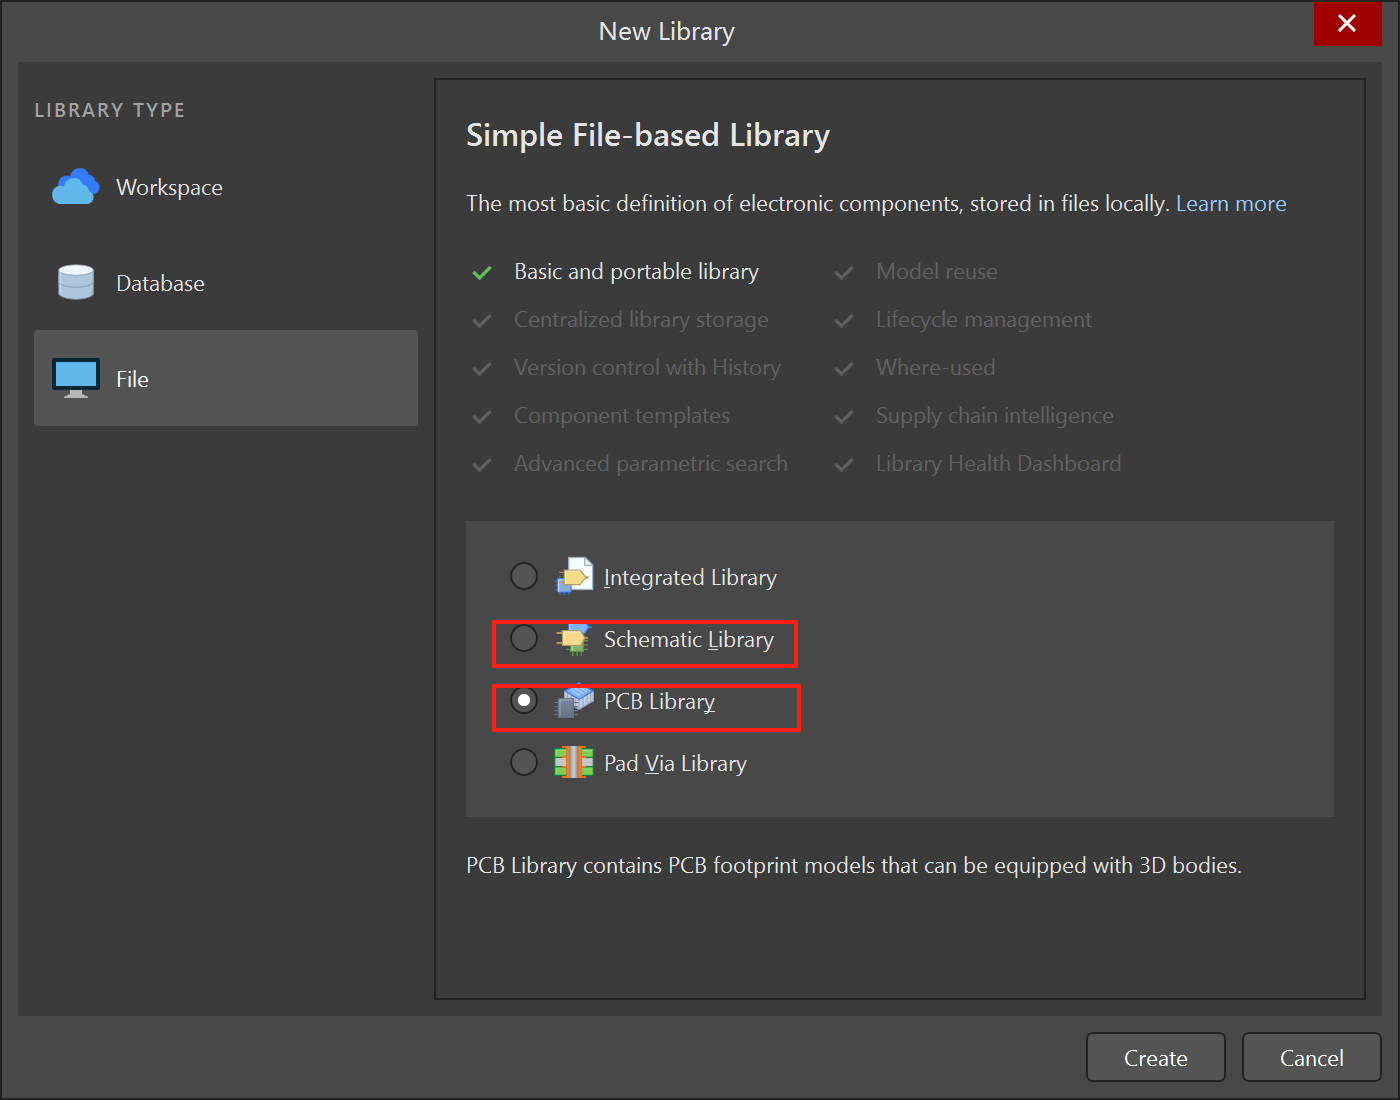 New Library
LIBRARY TYPE
Workspace
Database
File
Simple File-based Library
The most basic definition of electronic components, stored in files locally. Learn more
Basic and portable library
Model reuse
Centralized library storage
Lifecycle management
Version control with History
Where-used
Component templates
Supply chain intelligence
Advanced parametric search
Library Health Dashboard
Integrated Library
Schematic Library
PCB Library
Pad Via Library
PCB Library contains PCB footprint models that can be equipped with 3D bodies.
Create
Cancel